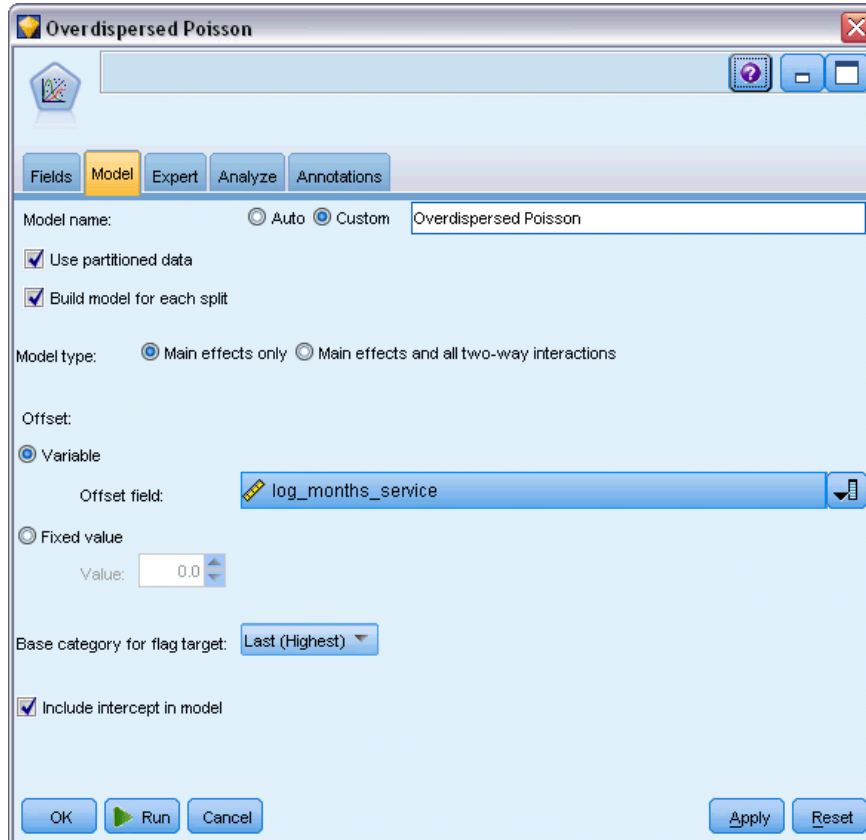 Overdispersed Poisson
Fields Model Expert Analyze Annotations
Model name: Auto Custom Overdispersed Poisson
Use partitioned data
Build model for each split
Model type: Main effects only Main effects and all two-way interactions
Offset:
Variable
Offset field: log_months_service
Fixed value
Value: 0.0
Base category for flag target: Last (Highest)
Include intercept in model
OK Run Cancel Apply Reset